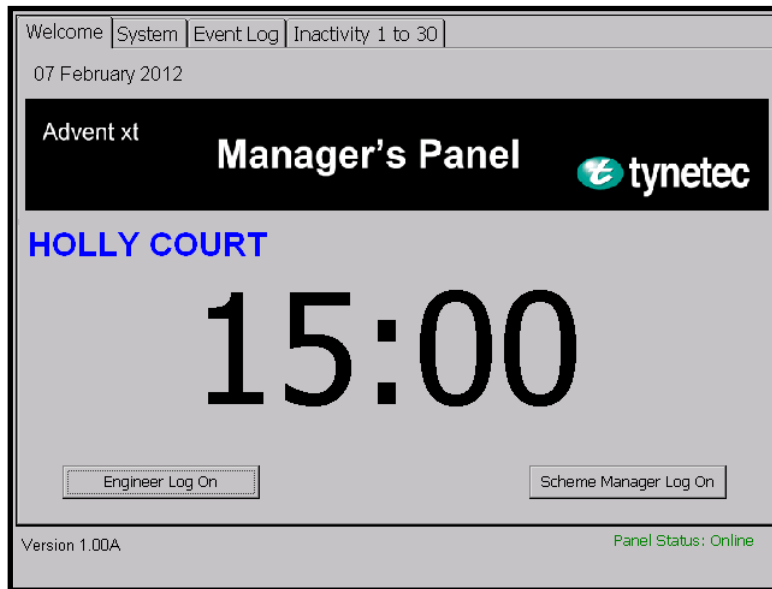 Welcome System Event Log Inactivity 1 to 30
07 February 2012
Advent xt
Manager's Panel
tynetec
HOLLY COURT
15:00
Engineer Log On Scheme Manager Log On
Version 1.00A Panel Status: Online